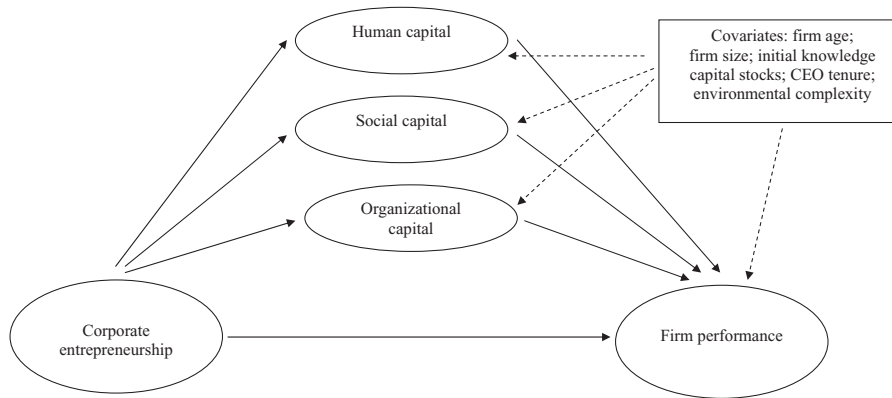 Human capital
Covariates: firm age;
firm size; initial knowledge
capital stocks; CEO tenure;
environmental complexity
Social capital
Organizational
capital
Corporate
entrepreneurship
Firm performance